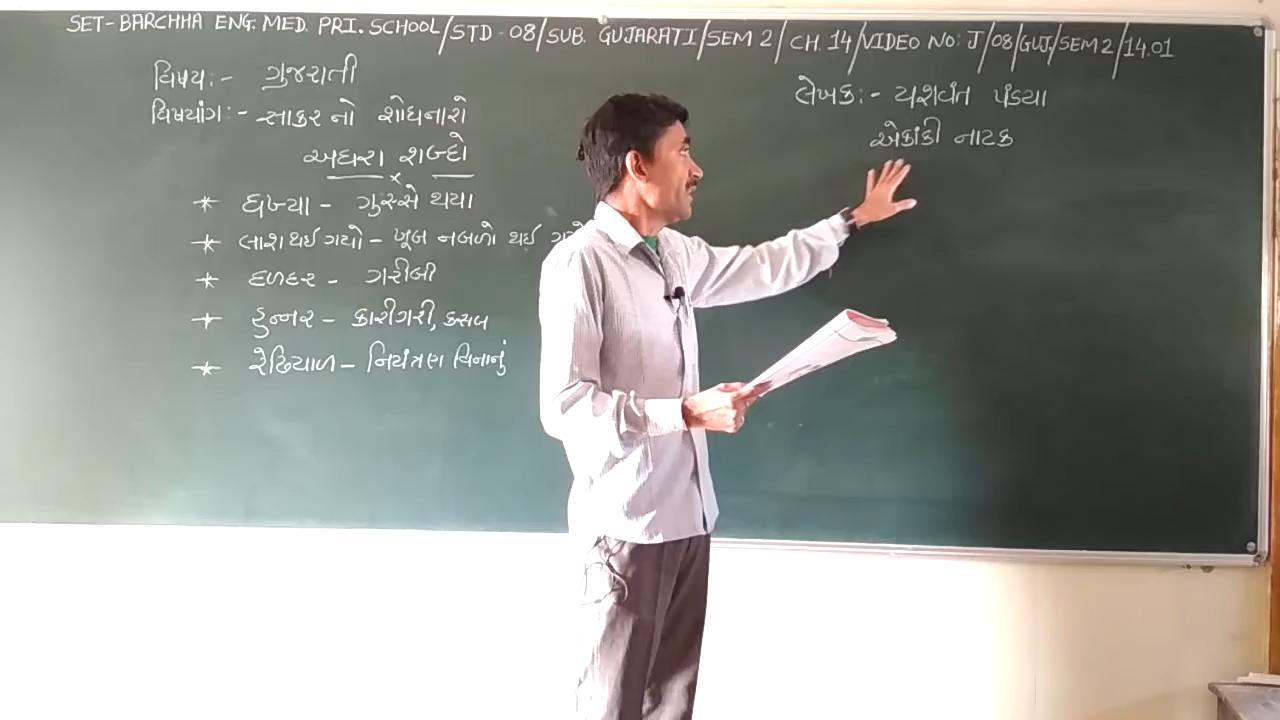 SET-BARCHHA ENG. MED. PRI. SCHOOL/STD-08/SUB. GUJARATI/SEM 2/CH. 14/VIDEO NO: J/08/GUJ/SEM2/14.01
વિષય:- ગુજરાતી
વિષયાંગ:- સાકર નો શોધનારો
અઘરા શબ્દો
* ધખ્યા - ગુસ્સે થયા
* લાશ થઈ ગયો - ખૂબ નબળો થઈ
* દળદર - ગરીબી
* હુન્નર - કારીગરી, કસબ
* રેઢિયાળ - નિયંત્રણ વિનાનું
લેખક:- યશવંત પંડ્યા
એકાંકી નાટક